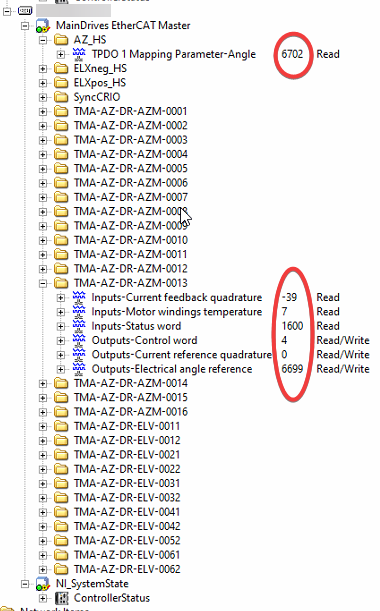 MainDrives EtherCAT Master
AZ_HS
TPDO 1 Mapping Parameter-Angle 6702 Read
ELXneg_HS
ELXpos_HS
SyncCRIO
TMA-AZ-DR-AZM-0001
TMA-AZ-DR-AZM-0002
TMA-AZ-DR-AZM-0003
TMA-AZ-DR-AZM-0004
TMA-AZ-DR-AZM-0005
TMA-AZ-DR-AZM-0006
TMA-AZ-DR-AZM-0007
TMA-AZ-DR-AZM-0008
TMA-AZ-DR-AZM-0009
TMA-AZ-DR-AZM-0010
TMA-AZ-DR-AZM-0011
TMA-AZ-DR-AZM-0012
TMA-AZ-DR-AZM-0013
Inputs-Current feedback quadrature -39 Read
Inputs-Motor windings temperature 7 Read
Inputs-Status word 1600 Read
Outputs-Control word 4 Read/Write
Outputs-Current reference quadrature 0 Read/Write
Outputs-Electrical angle reference 6699 Read/Write
TMA-AZ-DR-AZM-0014
TMA-AZ-DR-AZM-0015
TMA-AZ-DR-AZM-0016
TMA-AZ-DR-ELV-0011
TMA-AZ-DR-ELV-0012
TMA-AZ-DR-ELV-0021
TMA-AZ-DR-ELV-0022
TMA-AZ-DR-ELV-0031
TMA-AZ-DR-ELV-0032
TMA-AZ-DR-ELV-0041
TMA-AZ-DR-ELV-0042
TMA-AZ-DR-ELV-0052
TMA-AZ-DR-ELV-0061
TMA-AZ-DR-ELV-0062
NI_SystemState
ControllerStatus
Network Items